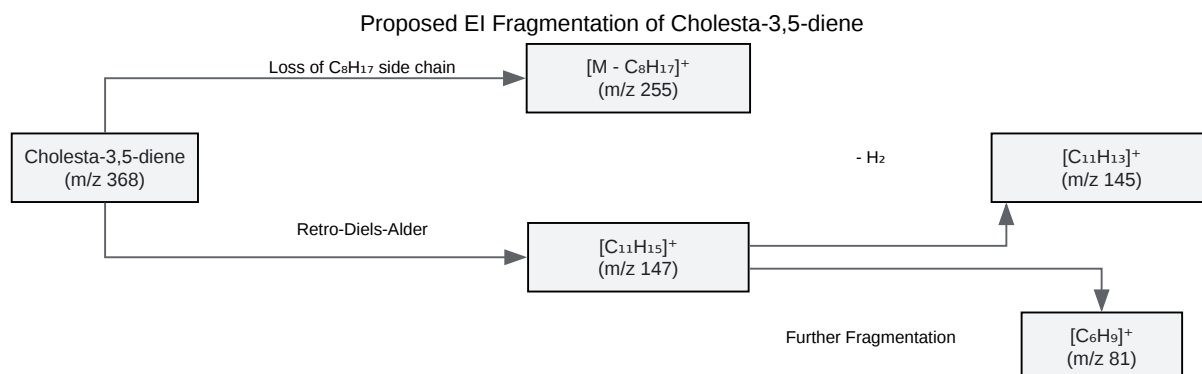 Proposed EI Fragmentation of Cholesta-3,5-diene
Loss of C₈H₁₇ side chain
[M - C₈H₁₇]⁺
(m/z 255)
Cholesta-3,5-diene
(m/z 368)
- H₂
[C₁₁H₁₃]⁺
(m/z 145)
Retro-Diels-Alder
[C₁₁H₁₅]⁺
(m/z 147)
Further Fragmentation
[C₆H₉]⁺
(m/z 81)